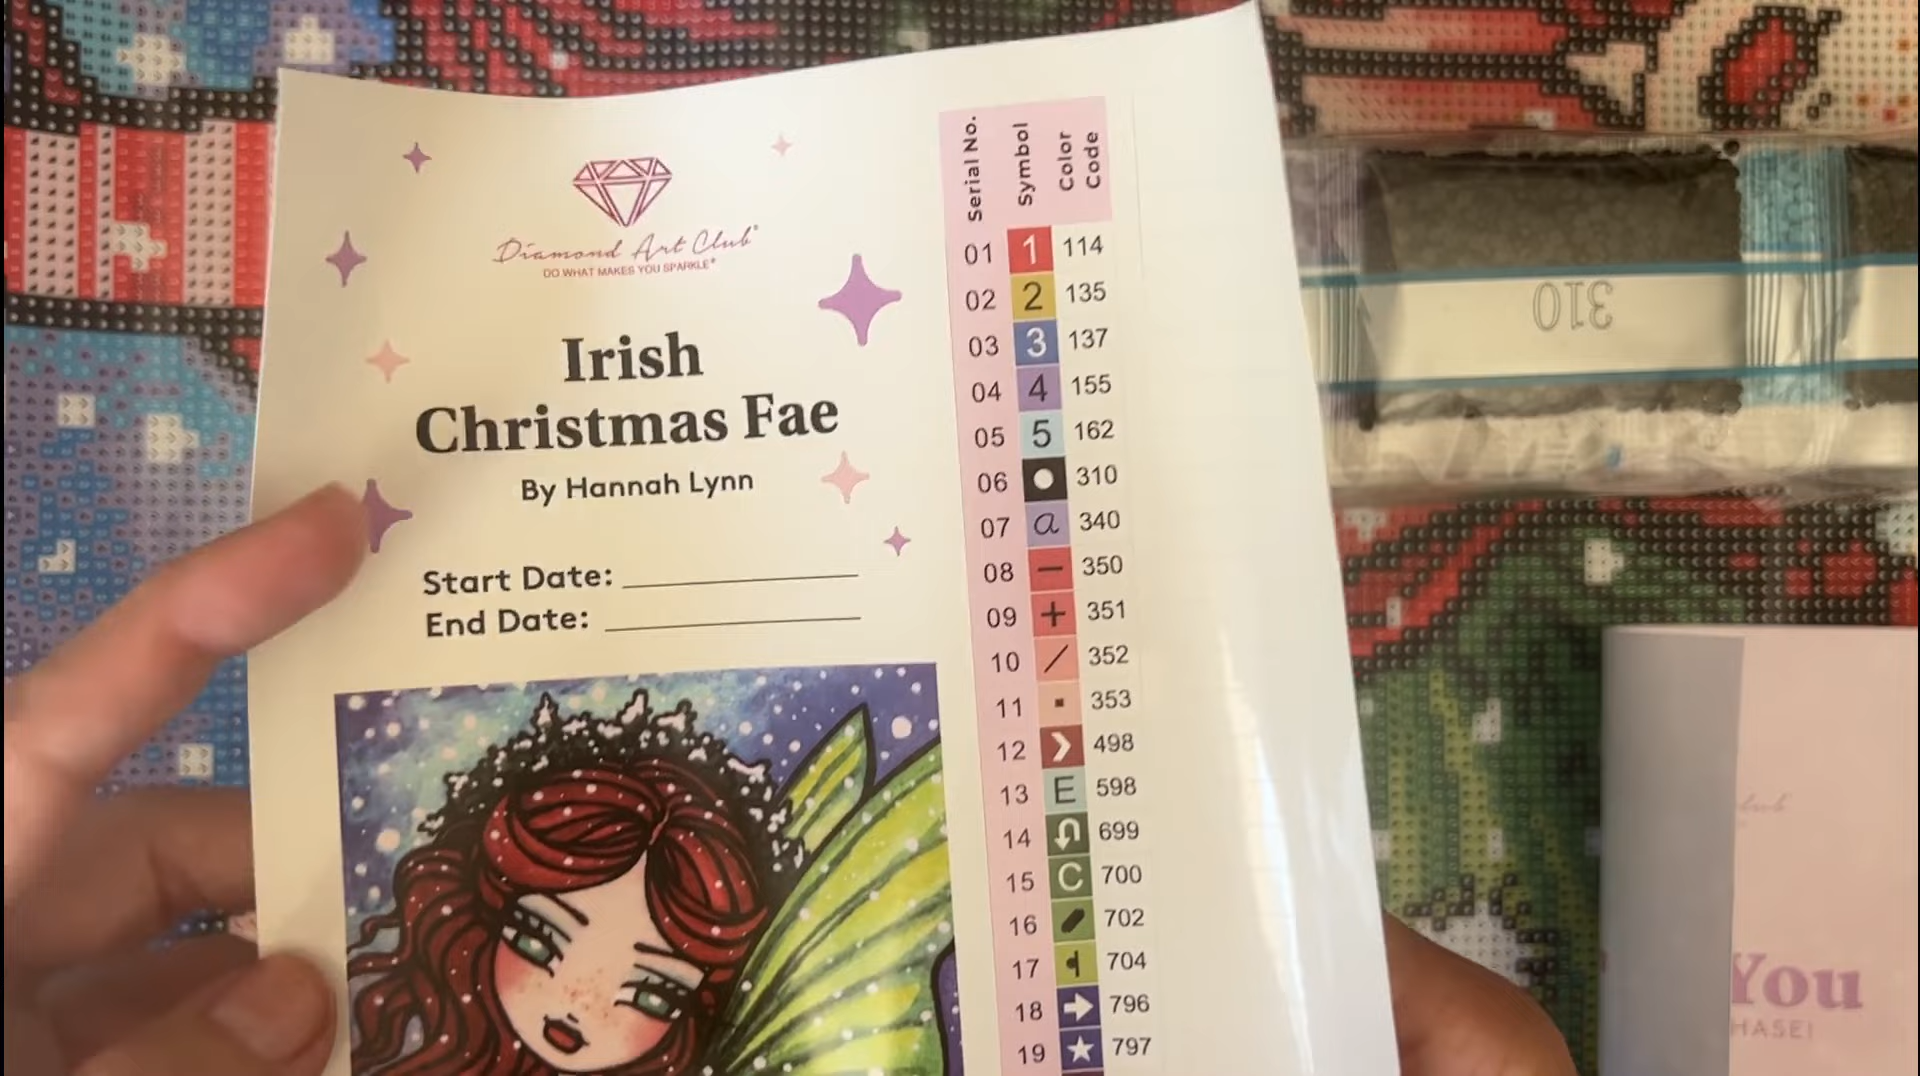 Diamond Art Club®
DO WHAT MAKES YOU SPARKLE®
Irish
Christmas Fae
By Hannah Lynn
Start Date:
End Date:
Serial No. Symbol Color Code
01 1 114
02 2 135
03 3 137
04 4 155
05 5 162
06 310
07 a 340
08 – 350
09 + 351
10 / 352
11 ▪ 353
12 498
13 E 598
14 699
15 C 700
16 702
17 704
18 796
19 ★ 797
310
You